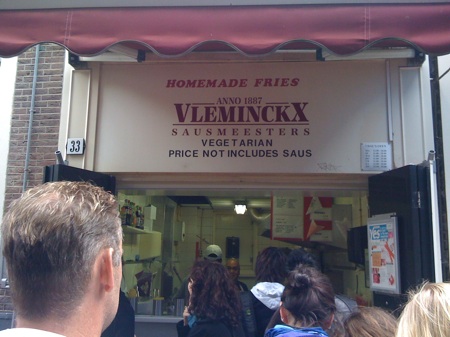 HOMEMADE FRIES
ANNO 1887
VLEMINCKX
SAUSMEESTERS
VEGETARIAN
PRICE NOT INCLUDES SAUS
33